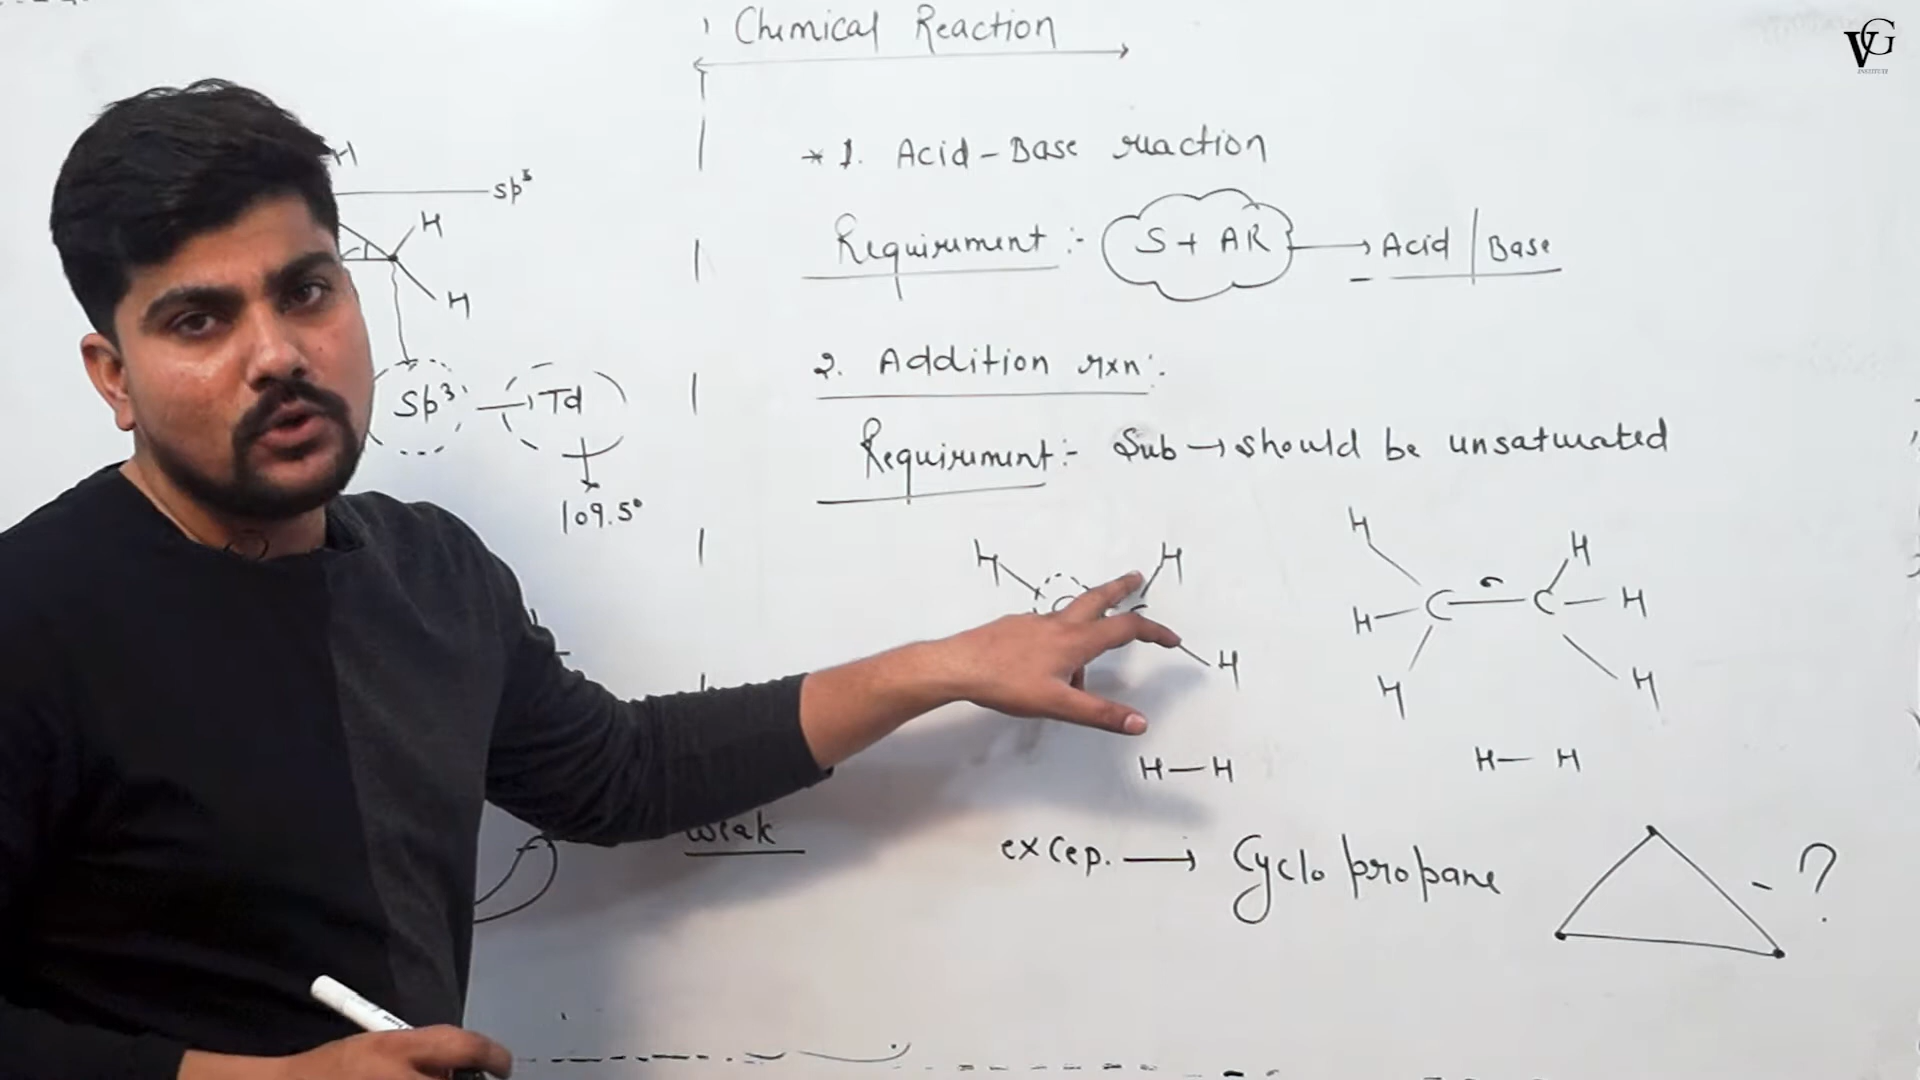 Chemical Reaction
VG
INSTITUTE
* 1. Acid-Base reaction
H
sp³
H
H
Requirement :- S + AR → Acid | Base
2. Addition rxn:
Sp³ → Td
109.5°
Requirement:- Sub → should be unsaturated
H H
H
H
C
H
H C — C H
H
H H
H—H
H—H
Weak
excep. → Cyclo propane - ?